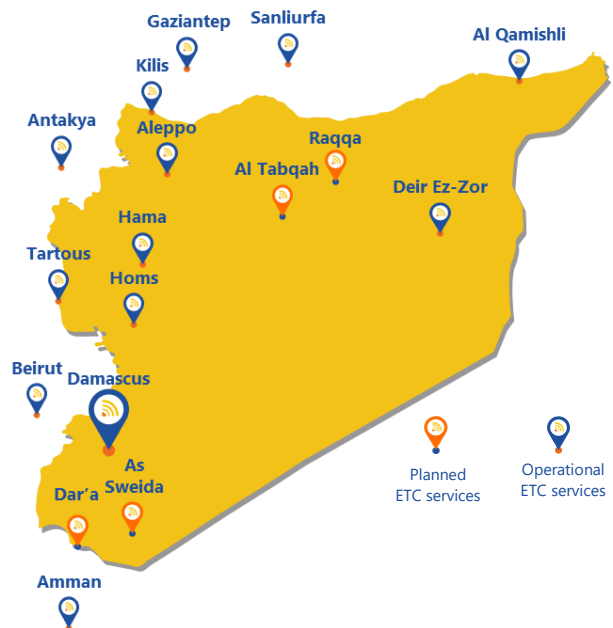 Gaziantep
Sanliurfa
Al Qamishli
Kilis
Antakya
Aleppo
Raqqa
Al Tabqah
Deir Ez-Zor
Hama
Tartous
Homs
Beirut
Damascus
As
Sweida
Dar’a
Amman
Planned
ETC services
Operational
ETC services